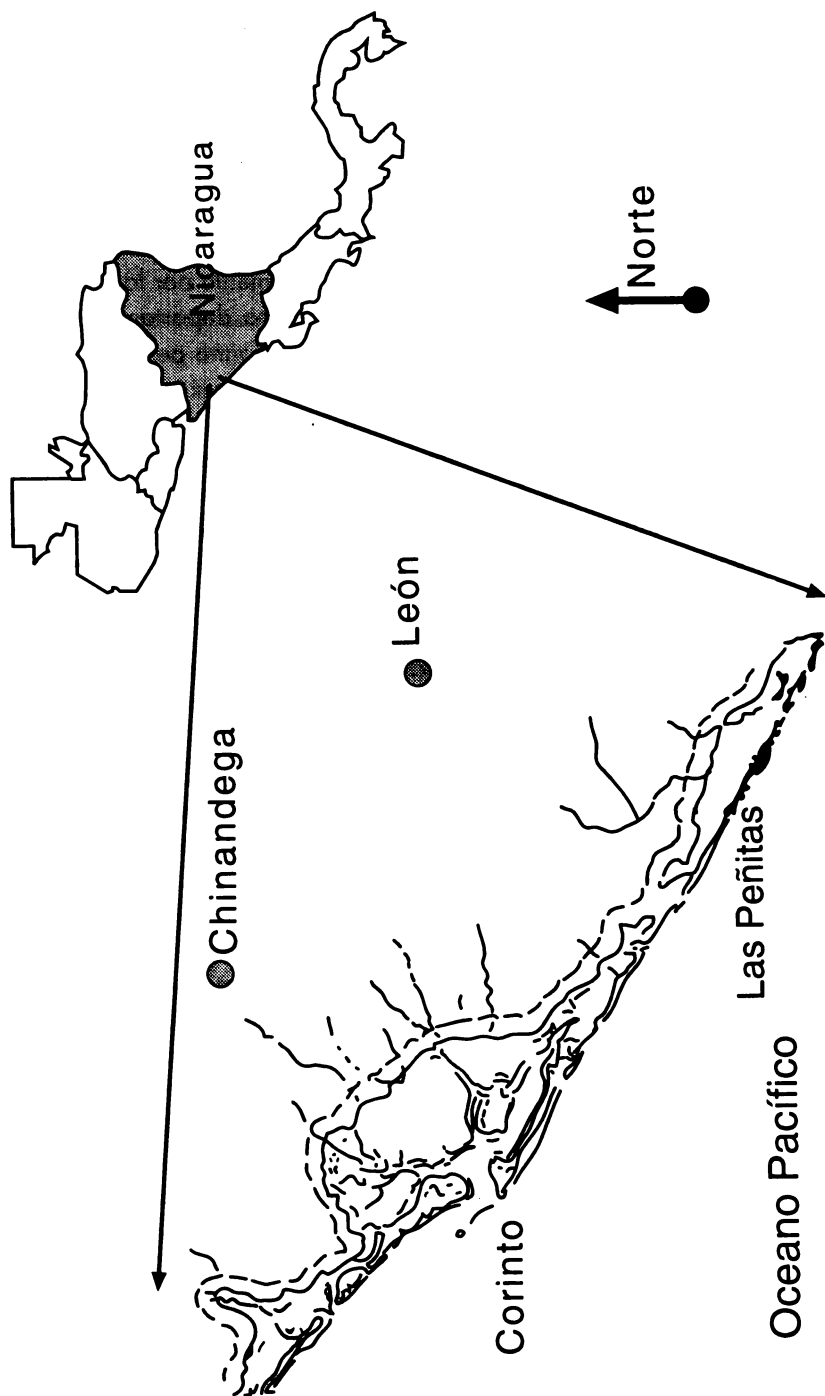 Nicaragua
Norte
León
Chinandega
Las Peñitas
Corinto
Oceano Pacífico